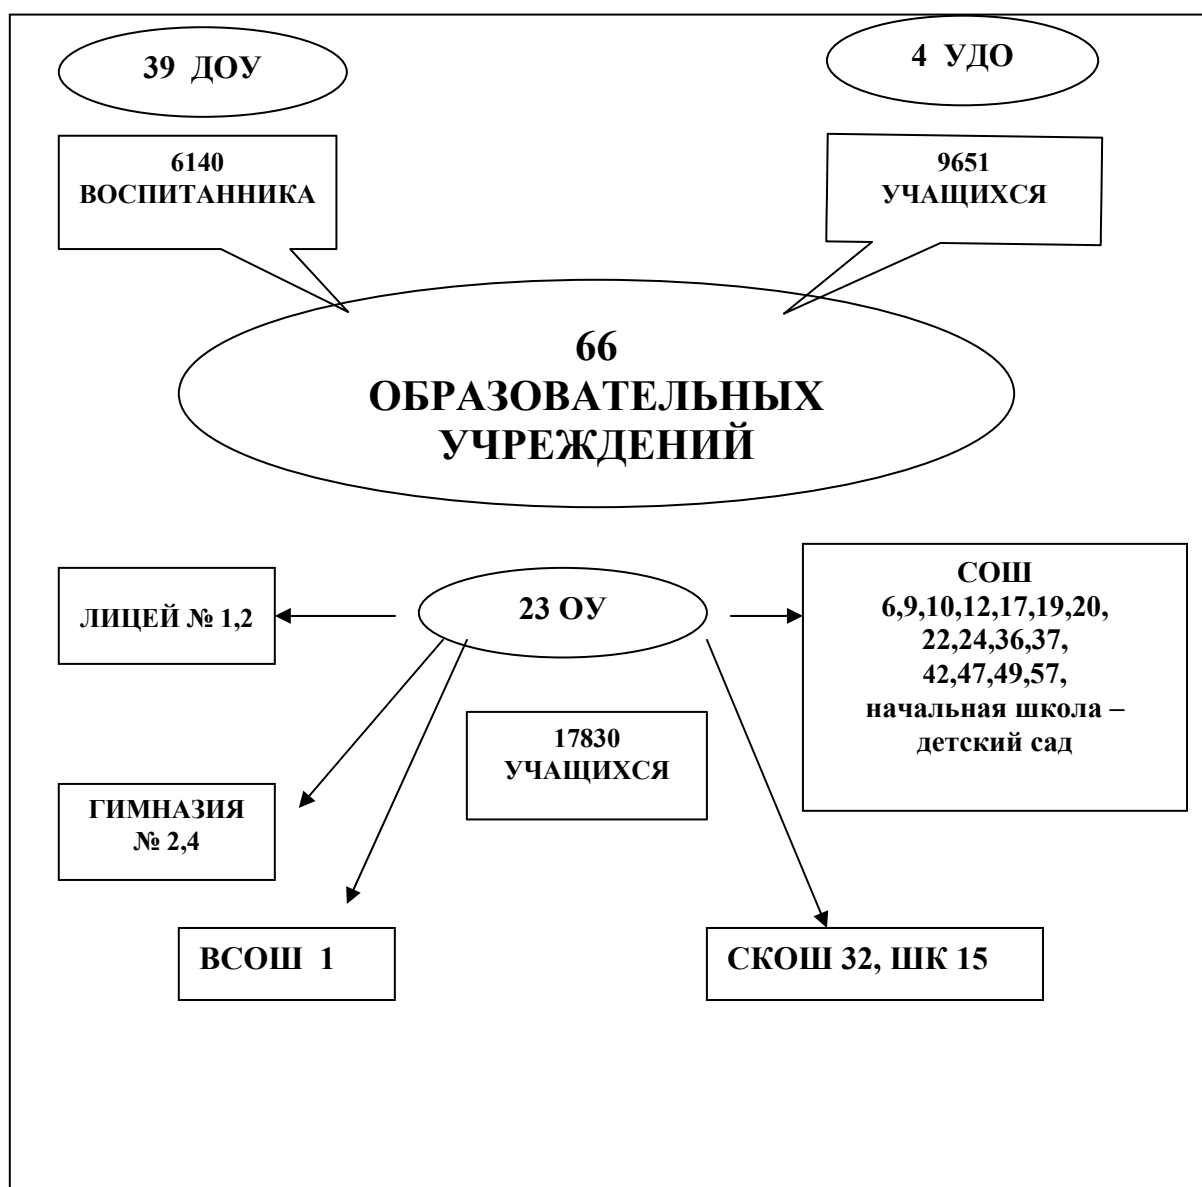 39 ДОУ
4 УДО
6140
ВОСПИТАННИКА
9651
УЧАЩИХСЯ
66
ОБРАЗОВАТЕЛЬНЫХ
УЧРЕЖДЕНИЙ
ЛИЦЕЙ № 1,2
23 ОУ
СОШ
6,9,10,12,17,19,20,
22,24,36,37,
42,47,49,57,
начальная школа –
детский сад
17830
УЧАЩИХСЯ
ГИМНАЗИЯ
№ 2,4
ВСОШ 1
СКОШ 32, ШК 15